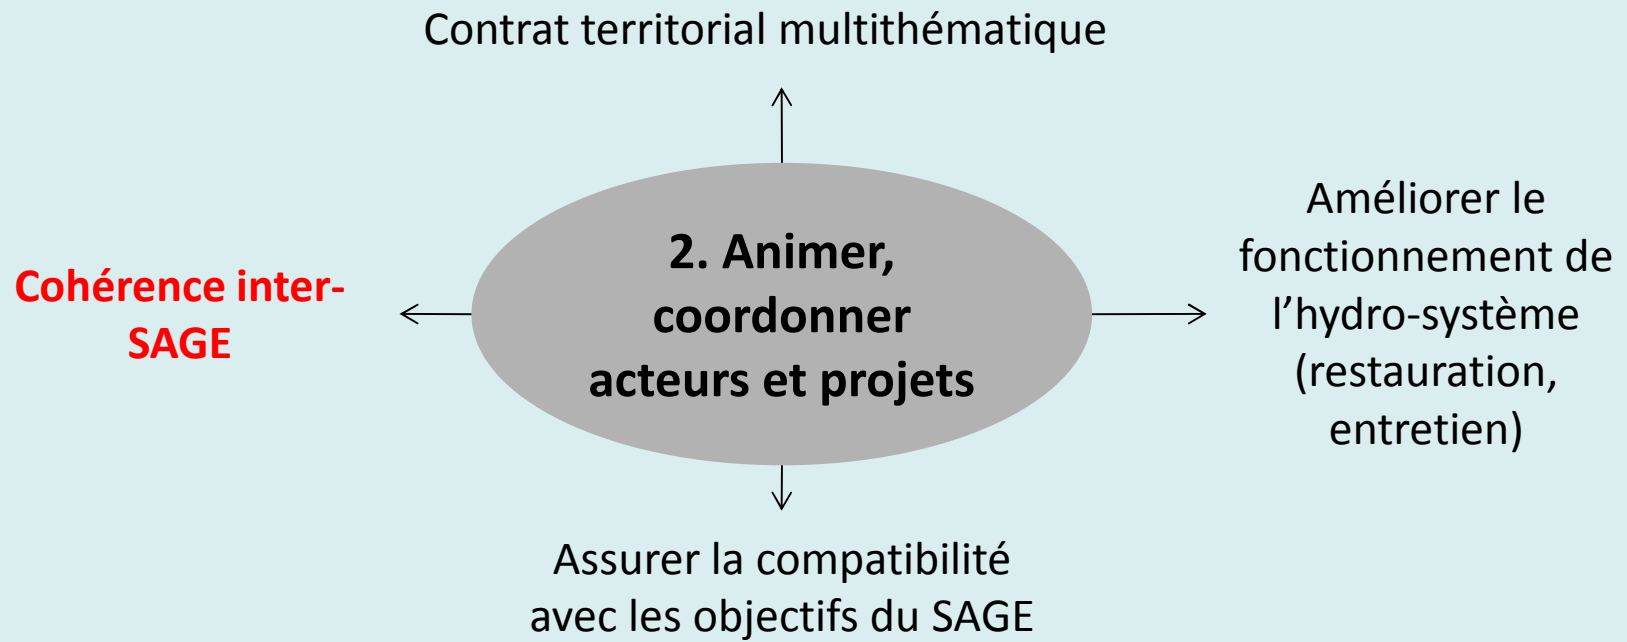 Contrat territorial multithématique
Cohérence inter-
SAGE
2. Animer,
coordonner
acteurs et projets
Améliorer le
fonctionnement de
l’hydro-système
(restauration,
entretien)
Assurer la compatibilité
avec les objectifs du SAGE